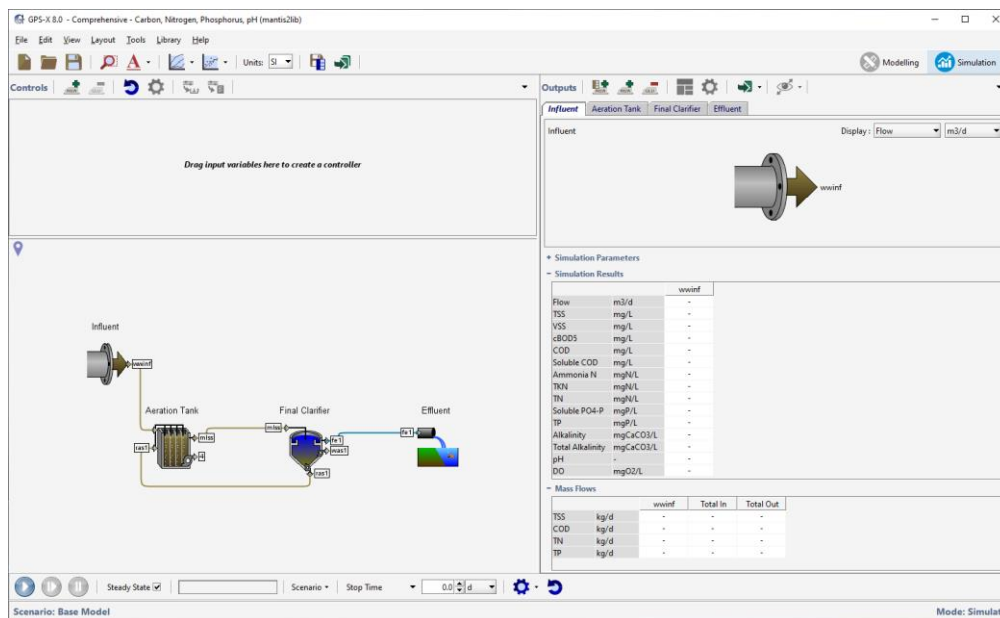 GPS-X 8.0 - Comprehensive - Carbon, Nitrogen, Phosphorus, pH (mantis2lib)
File Edit View Layout Tools Library Help
Units: SI
Modelling Simulation
Controls
Drag input variables here to create a controller
Influent
wwinf
Aeration Tank
mlss
ras1
4
Final Clarifier
mlss
fe1
was1
ras1
Effluent
fe1
Outputs
Influent Aeration Tank Final Clarifier Effluent
Influent Display : Flow m3/d
wwinf
+ Simulation Parameters
- Simulation Results
wwinf
Flow m3/d -
TSS mg/L -
VSS mg/L -
cBOD5 mg/L -
COD mg/L -
Soluble COD mg/L -
Ammonia N mgN/L -
TKN mgN/L -
TN mgN/L -
Soluble PO4-P mgP/L -
TP mgP/L -
Alkalinity mgCaCO3/L -
Total Alkalinity mgCaCO3/L -
pH - -
DO mgO2/L -
- Mass Flows
wwinf Total In Total Out
TSS kg/d - - -
COD kg/d - - -
TN kg/d - - -
TP kg/d - - -
Steady State Scenario Stop Time 0.0 d
Scenario: Base Model Mode: Simulat